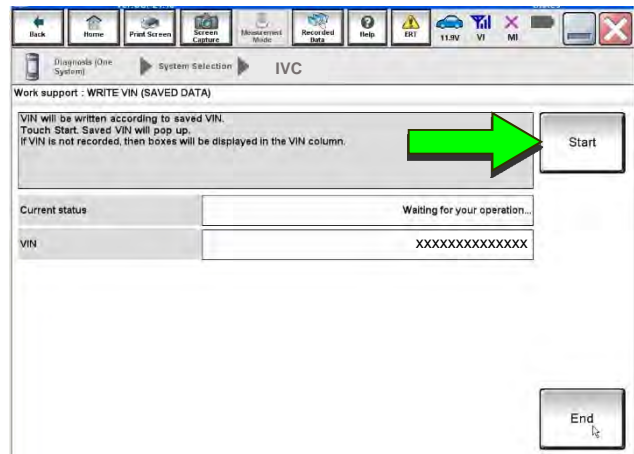 Back
Home
Print Screen
Screen
Capture
Measurement
Mode
Recorded
Data
Help
ERT
11.9V
VI
MI
Diagnosis (One
System)
System Selection
IVC
Work support : WRITE VIN (SAVED DATA)
VIN will be written according to saved VIN.
Touch Start. Saved VIN will pop up.
If VIN is not recorded, then boxes will be displayed in the VIN column.
Start
Current status
Waiting for your operation...
VIN
XXXXXXXXXXXXXX
End